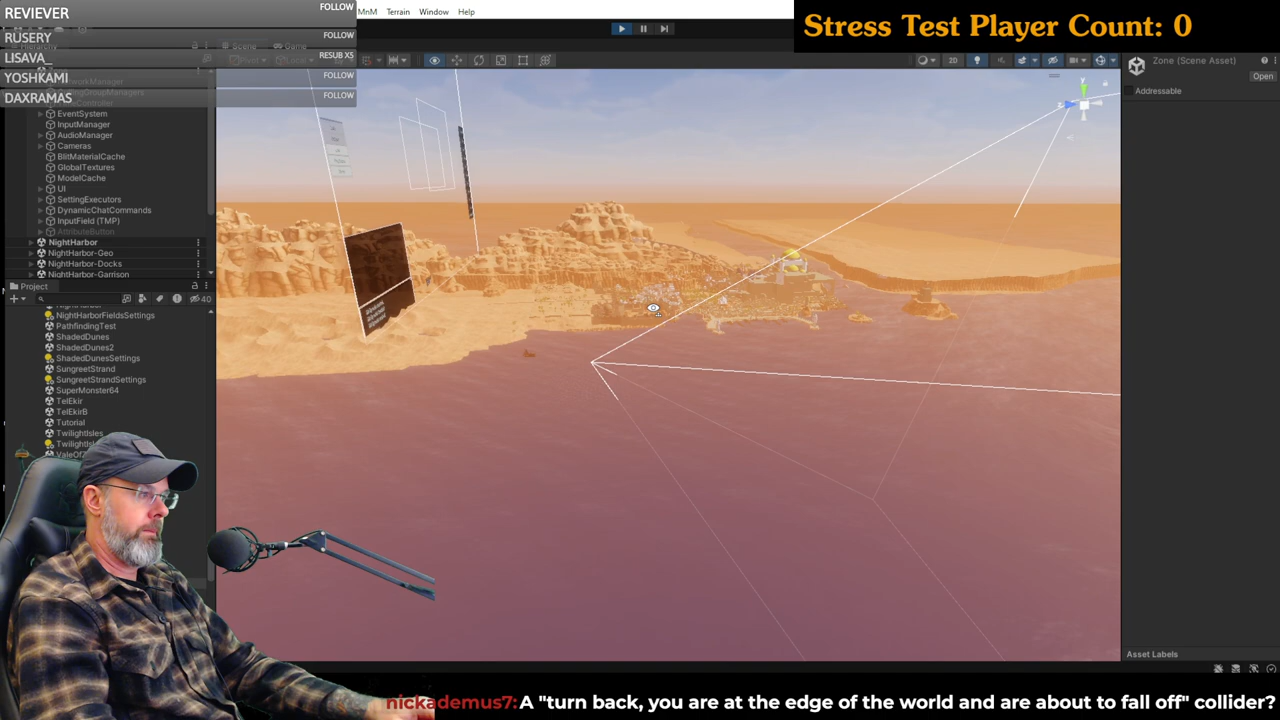 REVIEVER FOLLOW
RUSERY FOLLOW
LISAVA_ RESUB X5
YOSHKAMI FOLLOW
DAXRAMAS FOLLOW
MnM Terrain Window Help
Stress Test Player Count: 0
2D
Zone (Scene Asset)
Open
Addressable
EventSystem
InputManager
AudioManager
Cameras
BlitMaterialCache
GlobalTextures
ModelCache
UI
SettingExecutors
DynamicChatCommands
InputField (TMP)
AttributeButton
NightHarbor
NightHarbor-Geo
NightHarbor-Docks
NightHarbor-Garrison
Project
40
NightHarborFieldsSettings
PathfindingTest
ShadedDunes
ShadedDunes2
ShadedDunesSettings
SungreetStrand
SungreetStrandSettings
SuperMonster64
TelEkir
TelEkirB
Tutorial
TwilightIsles
Asset Labels
nickademus7: A "turn back, you are at the edge of the world and are about to fall off" collider?